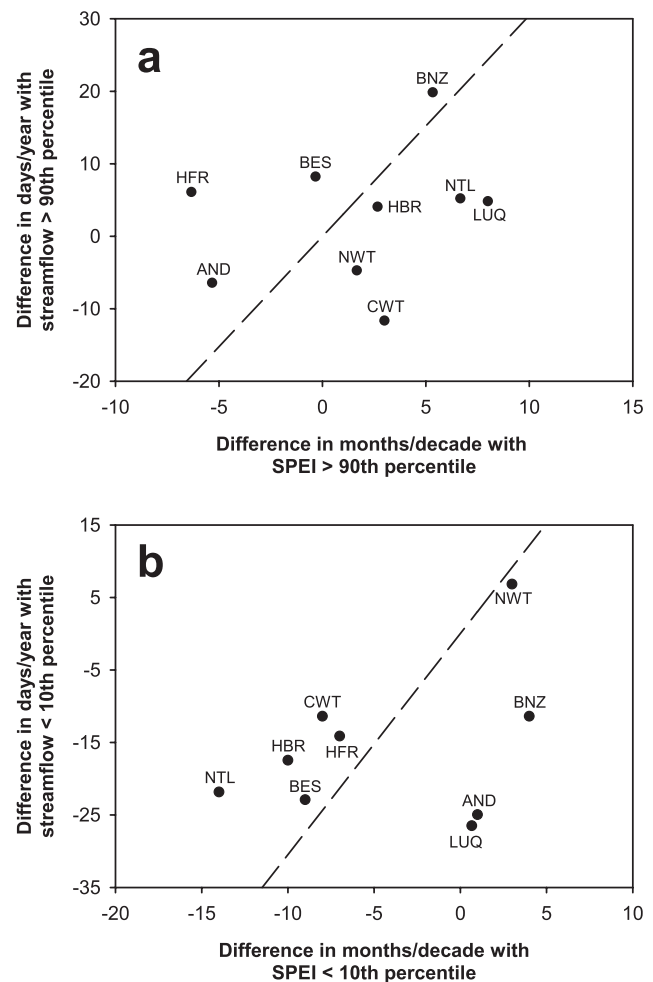 a
Difference in days/year with
streamflow > 90th percentile
30
20
10
0
-10
-20
BNZ
BES
HFR
NTL
HBR
LUQ
AND
NWT
CWT
-10 -5 0 5 10 15
Difference in months/decade with
SPEI > 90th percentile
b
Difference in days/year with
streamflow < 10th percentile
15
5
-5
-15
-25
-35
NWT
CWT
BNZ
HBR
HFR
NTL
BES
AND
LUQ
-20 -15 -10 -5 0 5 10
Difference in months/decade with
SPEI < 10th percentile